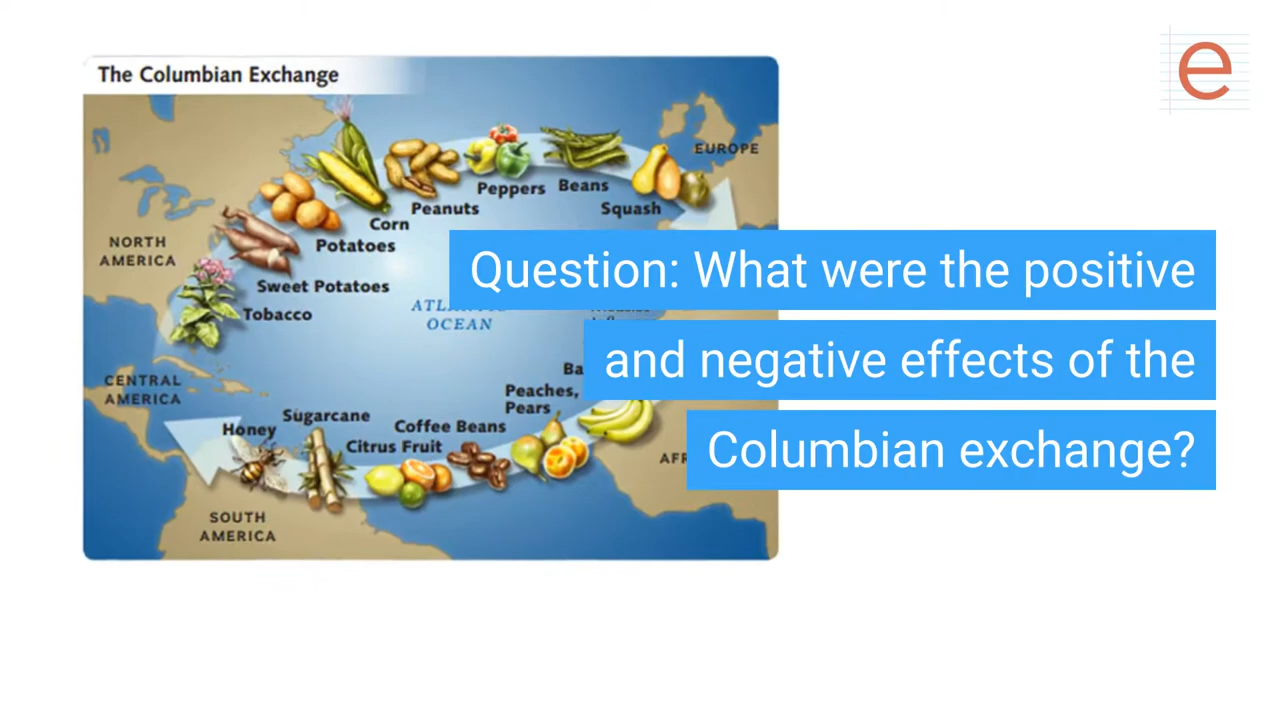 The Columbian Exchange
e
EUROPE
Peppers Beans
Peanuts
Squash
Corn
NORTH
AMERICA
Potatoes
Sweet Potatoes
Tobacco
OCEAN
Question: What were the positive
and negative effects of the
Columbian exchange?
CENTRAL
AMERICA
Peaches,
Pears
Sugarcane
Honey
Coffee Beans
Citrus Fruit
SOUTH
AMERICA